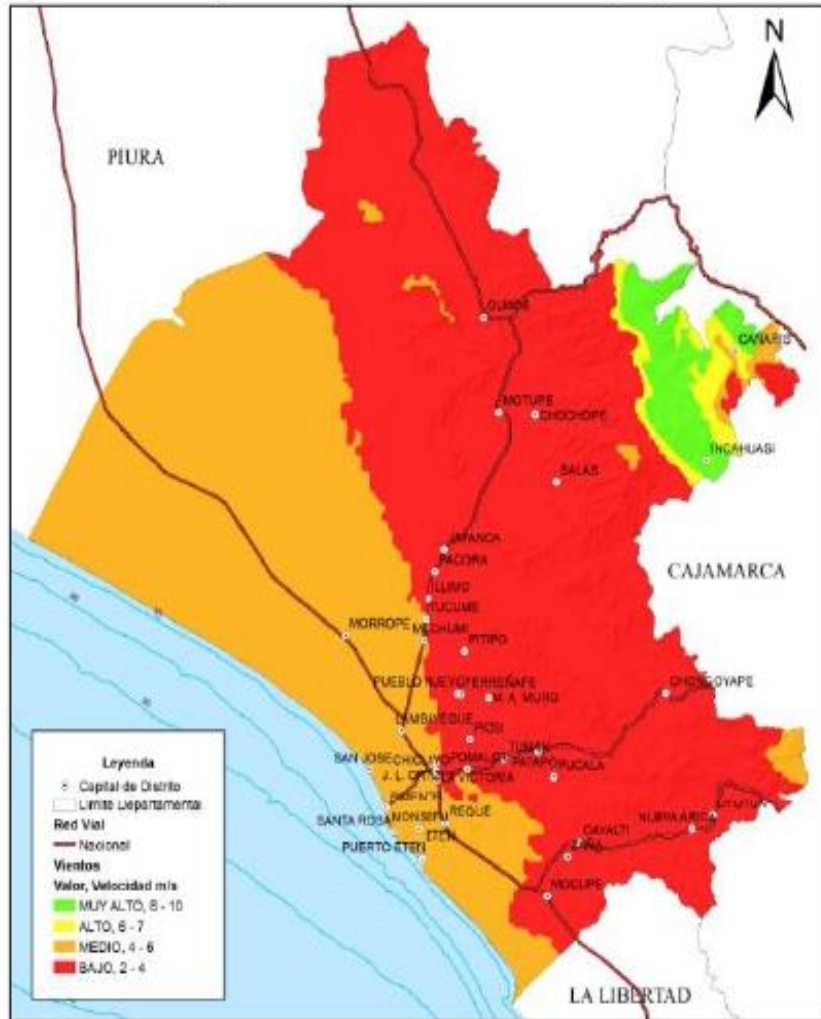 N
PIURA
OLMOS
CAÑARIS
MOTUPE
CHOCHOPE
INCAHUASI
SALAS
JAYANCA
PACORA
CAJAMARCA
ILLIMO
TUCUME
MORROPE
MOCHUMI
PITIPO
PUEBLO NUEVO
FERREÑAFE
M. A. MURO
CHONGOYAPE
LAMBAYEQUE
PICSI
TUMAN
SAN JOSE
CHICLAYO
POMALCA
PATAPO
PUCALA
J. L. ORTIZ
LA VICTORIA
PIMENTEL
SANTA ROSA
MONSEFU
REQUE
ETEN
NUEVA ARICA
OYOTUN
CAYALTI
ZAÑA
PUERTO ETEN
MOCUPE
LA LIBERTAD
Leyenda
Capital de Distrito
Limite Departamental
Red Vial
Nacional
Vientos
Valor, Velocidad m/s
MUY ALTO, 8 - 10
ALTO, 6 - 7
MEDIO, 4 - 6
BAJO, 2 - 4